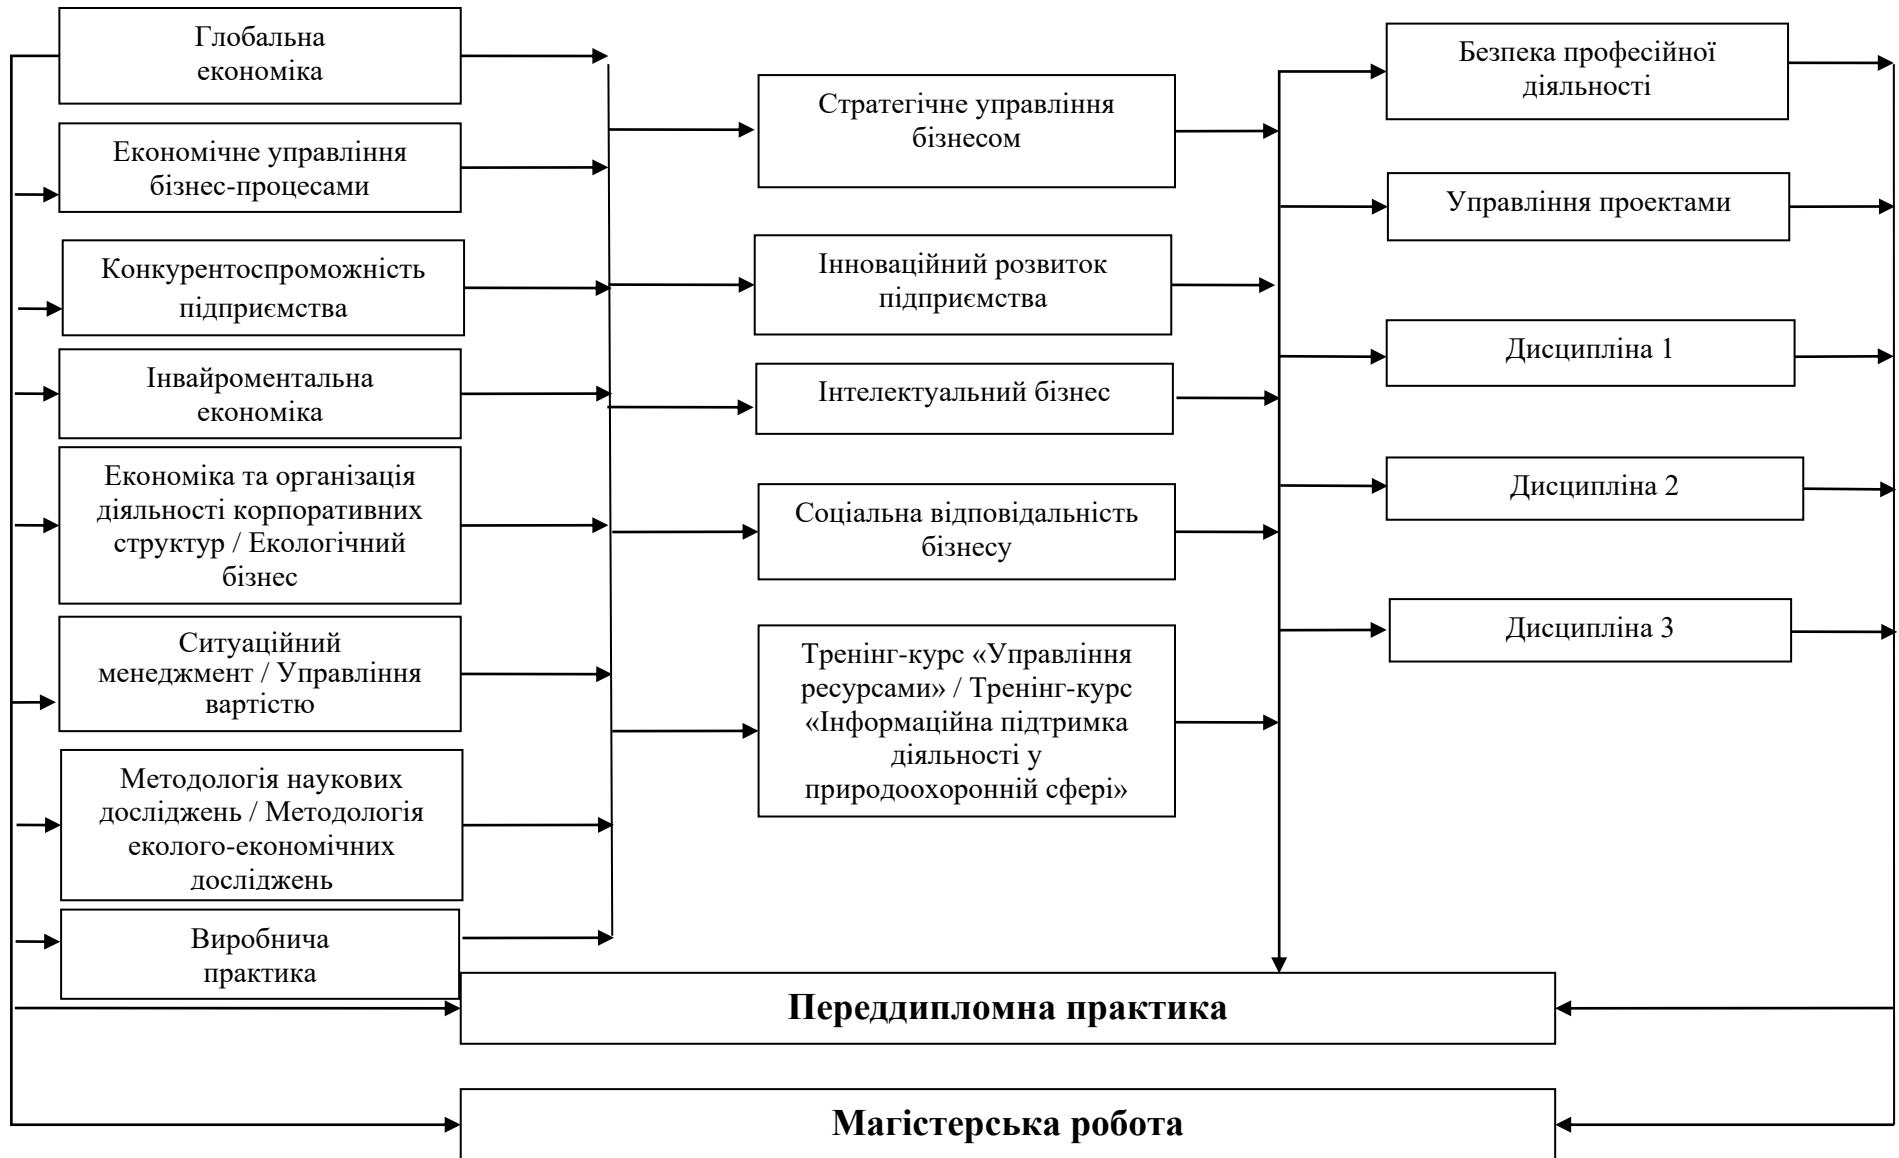 Глобальна
економіка
Економічне управління
бізнес-процесами
Конкурентоспроможність
підприємства
Інвайроментальна
економіка
Економіка та організація
діяльності корпоративних
структур / Екологічний
бізнес
Ситуаційний
менеджмент / Управління
вартістю
Методологія наукових
досліджень / Методологія
еколого-економічних
досліджень
Виробнича
практика
Стратегічне управління
бізнесом
Інноваційний розвиток
підприємства
Інтелектуальний бізнес
Соціальна відповідальність
бізнесу
Тренінг-курс «Управління
ресурсами» / Тренінг-курс
«Інформаційна підтримка
діяльності у
природоохоронній сфері»
Безпека професійної
діяльності
Управління проектами
Дисципліна 1
Дисципліна 2
Дисципліна 3
Переддипломна практика
Магістерська робота